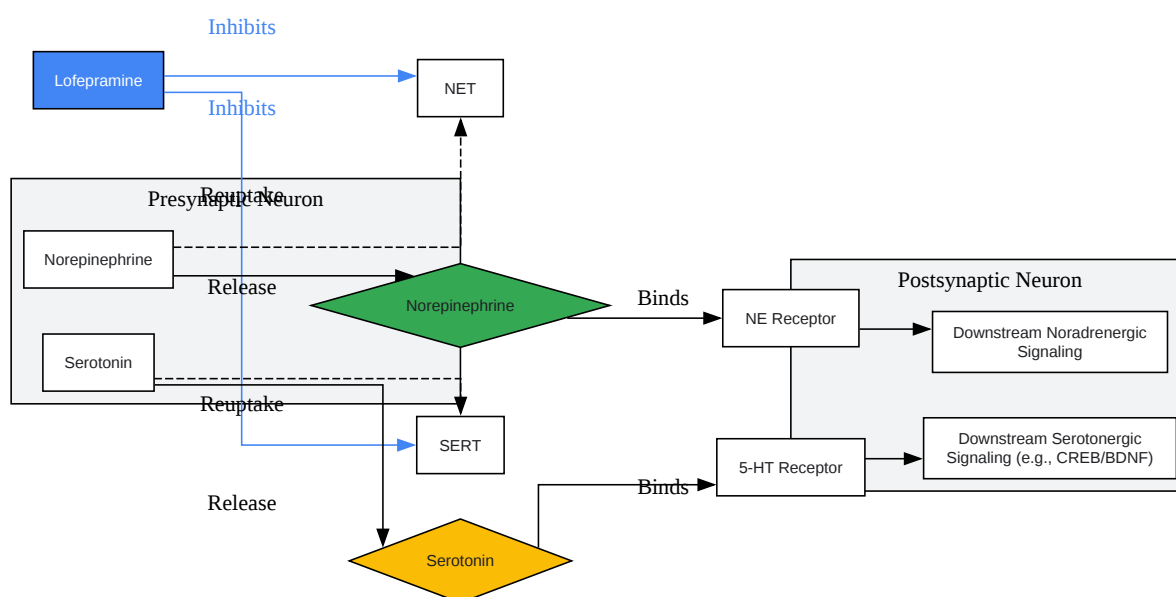 Inhibits
Lofepramine
NET
Inhibits
Reuptake
Presynaptic Neuron
Norepinephrine
Release
Norepinephrine
Binds
Postsynaptic Neuron
NE Receptor
Downstream Noradrenergic
Signaling
Serotonin
Reuptake
SERT
5-HT Receptor
Downstream Serotonergic
Signaling (e.g., CREB/BDNF)
Release
Binds
Serotonin